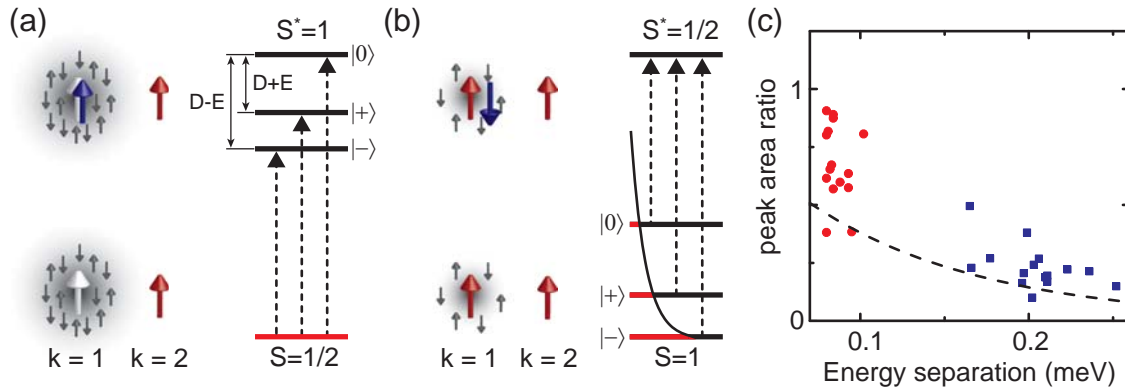 (a)
S*=1
|0⟩
D-E
D+E
|+⟩
|−⟩
S=1/2
k = 1
k = 2
(b)
S*=1/2
|0⟩
|+⟩
|−⟩
S=1
k = 1
k = 2
(c)
peak area ratio
1
0
0.1
0.2
Energy separation (meV)